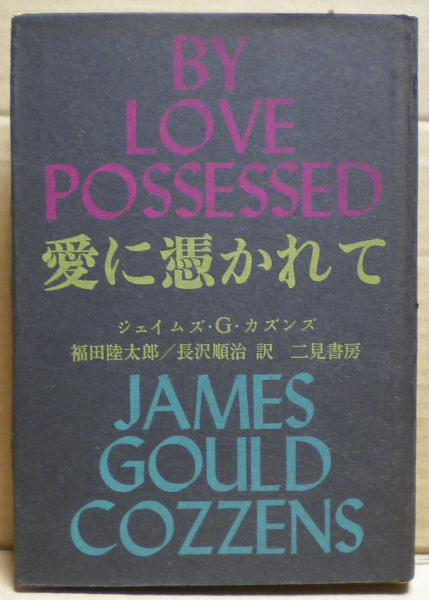 BY
LOVE
POSSESSED
愛に憑かれて
ジェイムズ・G・カズンズ
福田陸太郎／長沢順治 訳 二見書房
JAMES
GOULD
COZZENS